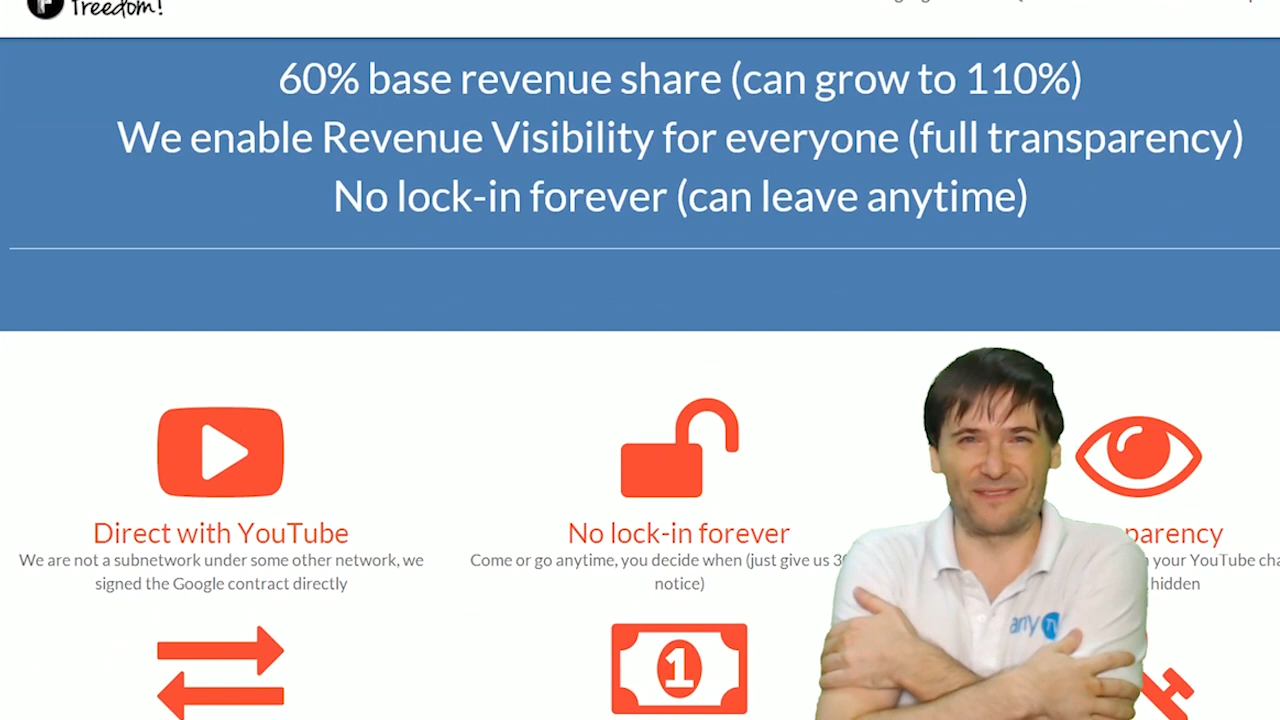 freedom!
60% base revenue share (can grow to 110%)
We enable Revenue Visibility for everyone (full transparency)
No lock-in forever (can leave anytime)
Direct with YouTube
We are not a subnetwork under some other network, we
signed the Google contract directly
No lock-in forever
Come or go anytime, you decide when (just give us
notice)
parency
your YouTube
hidden
any TV
1